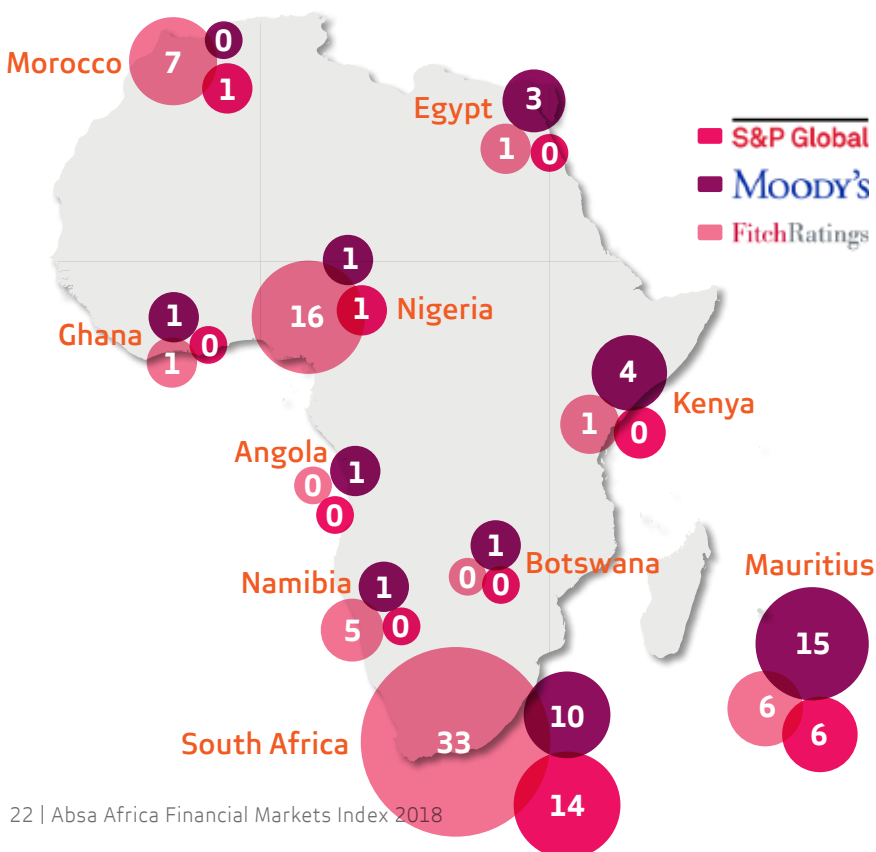 0
Morocco
7
1
3
Egypt
1
0
S&P Global
MOODY'S
FitchRatings
1
16
1
Nigeria
1
Ghana
0
1
4
Kenya
1
0
Angola
1
0
0
1
Botswana
0
0
Namibia
1
5
0
Mauritius
15
6
6
10
South Africa
33
14
22 | Absa Africa Financial Markets Index 2018